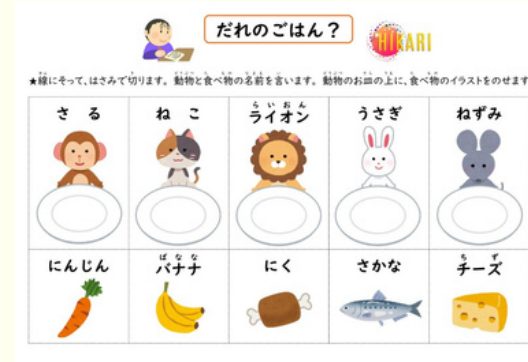 だれのごはん？
HIKARI
★線にそって、はさみで切ります。動物と食べ物の名前を言います。動物のお皿の上に、食べ物のイラストをのせます
さる ねこ ライオン うさぎ ねずみ
にんじん バナナ にく さかな チーズ